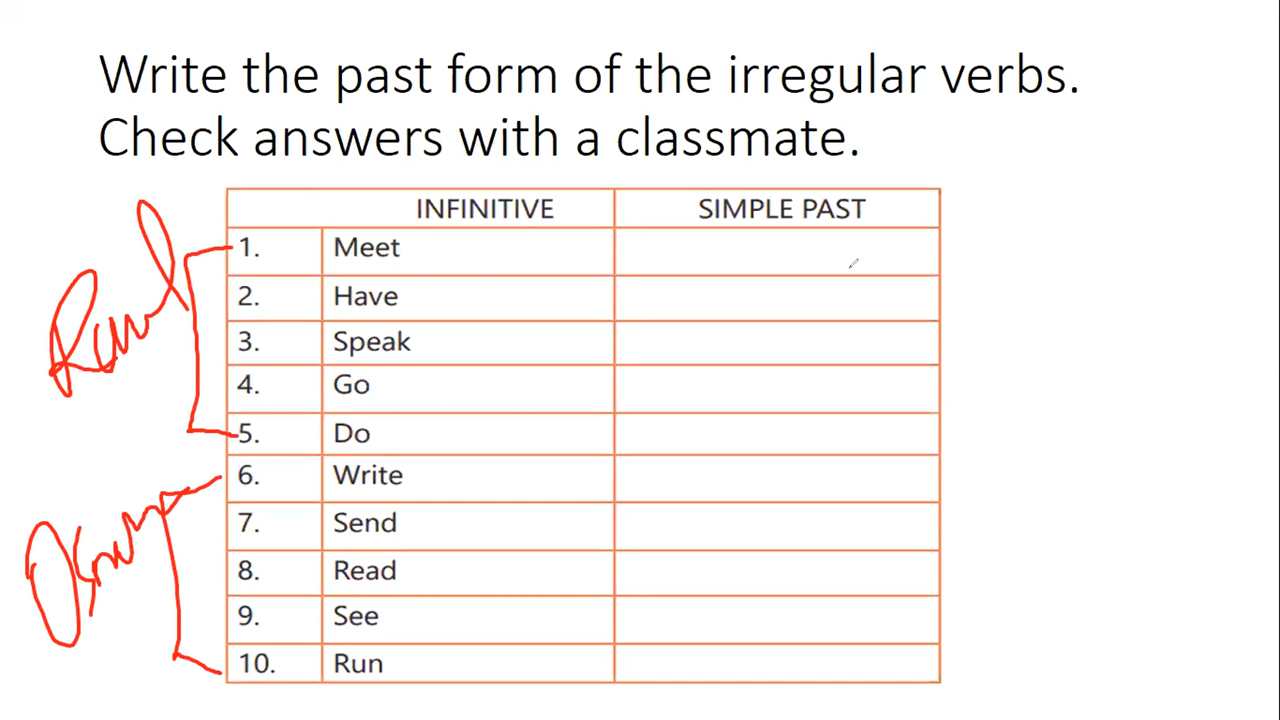 Write the past form of the irregular verbs.
Check answers with a classmate.
INFINITIVE SIMPLE PAST
1. Meet
2. Have
3. Speak
4. Go
5. Do
6. Write
7. Send
8. Read
9. See
10. Run